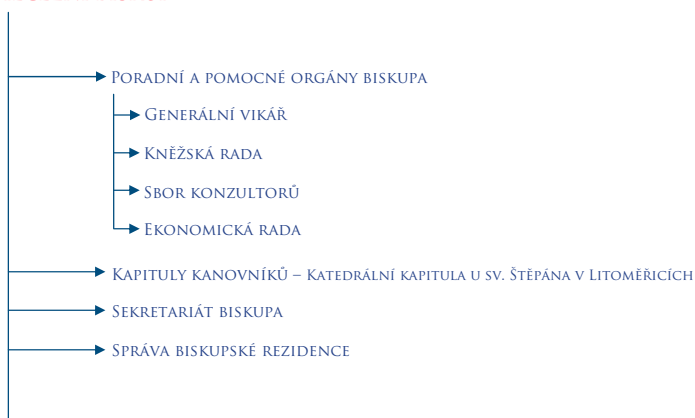 Poradní a pomocné orgány biskupa
Generální vikář
Kněžská rada
Sbor konzultorů
Ekonomická rada
Kapituly kanovníků – Katedrální kapitula u sv. Štěpána v Litoměřicích
Sekretariát biskupa
Správa biskupské rezidence